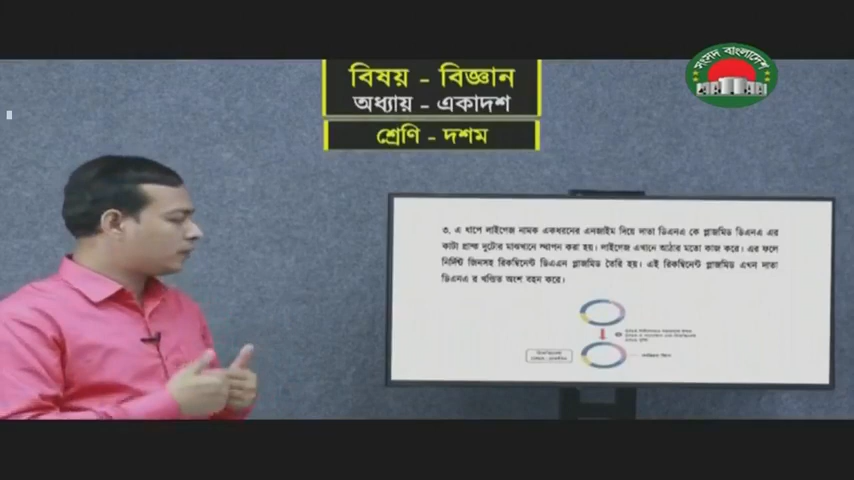 সংসদ বাংলাদেশ
বিষয় - বিজ্ঞান
অধ্যায় - একাদশ
শ্রেণি - দশম
৩. এ ধাপে লাইগেজ নামক একধরনের এনজাইম দিয়ে দাতা ডিএনএ কে প্লাজমিড ডিএনএ এর
কাটা প্রান্ত দুটোর মাঝখানে স্থাপন করা হয়। লাইগেজ এখানে আঠার মতো কাজ করে। এর ফলে
নির্দিষ্ট জিনসহ রিকম্বিনেন্ট ডিএএন প্লাজমিড তৈরি হয়। এই রিকম্বিনেন্ট প্লাজমিড এখন দাতা
ডিএনএ র খণ্ডিত অংশ বহন করে।